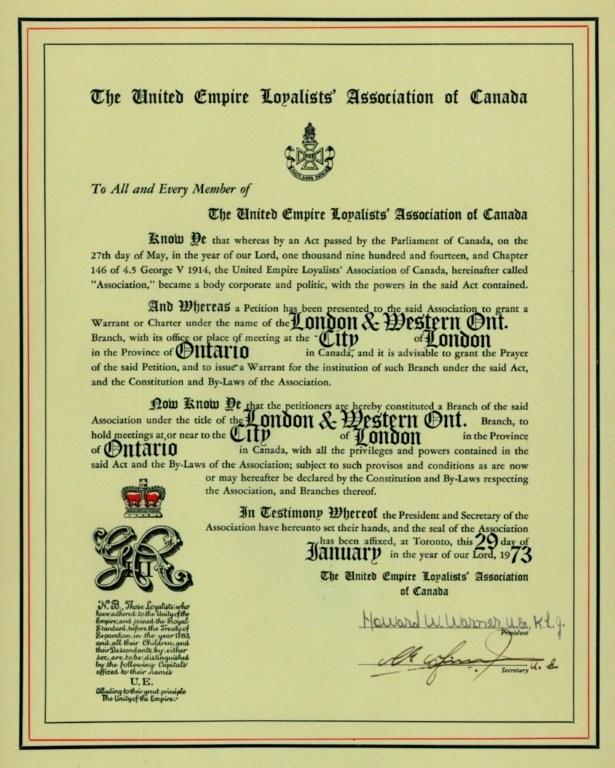 The United Empire Loyalists' Association of Canada
To All and Every Member of
The United Empire Loyalists' Association of Canada
Know Ye that whereas by an Act passed by the Parliament of Canada, on the
27th day of May, in the year of our Lord, one thousand nine hundred and fourteen, and Chapter
146 of 4.5 George V 1914, the United Empire Loyalists' Association of Canada, hereinafter called
"Association," became a body corporate and politic, with the powers in the said Act contained.
And Whereas a Petition has been presented to the said Association to grant a
Warrant or Charter under the name of the London & Western Ont.
Branch, with its office or place of meeting at the City of London
in the Province of Ontario in Canada, and it is advisable to grant the Prayer
of the said Petition, and to issue a Warrant for the institution of such Branch under the said Act,
and the Constitution and By-Laws of the Association.
Now Know Ye that the petitioners are hereby constituted a Branch of the said
Association under the title of the London & Western Ont. Branch, to
hold meetings at or near to the City of London in the Province
of Ontario in Canada, with all the privileges and powers contained in the
said Act and the By-Laws of the Association; subject to such provisos and conditions as are now
or may hereafter be declared by the Constitution and By-Laws respecting
the Association, and Branches thereof.
In Testimony Whereof the President and Secretary of the
Association have hereunto set their hands, and the seal of the Association
has been affixed, at Toronto, this 29 day of
January in the year of our Lord, 1973
The United Empire Loyalists' Association
of Canada
Howard W. Warner, U.E., K.L.J.
President
Secretary U. E.
GR
III
N.B. Those Loyalists who
have adhered to the Unity of the
Empire, and joined the Royal
Standard before the Treaty of
Separation in the year 1783,
and all their Children, and
their Descendants by either
sex, are to be distinguished
by the following Capitals
affixed to their names
U.E.
Alluding to their great principle
The Unity of the Empire.